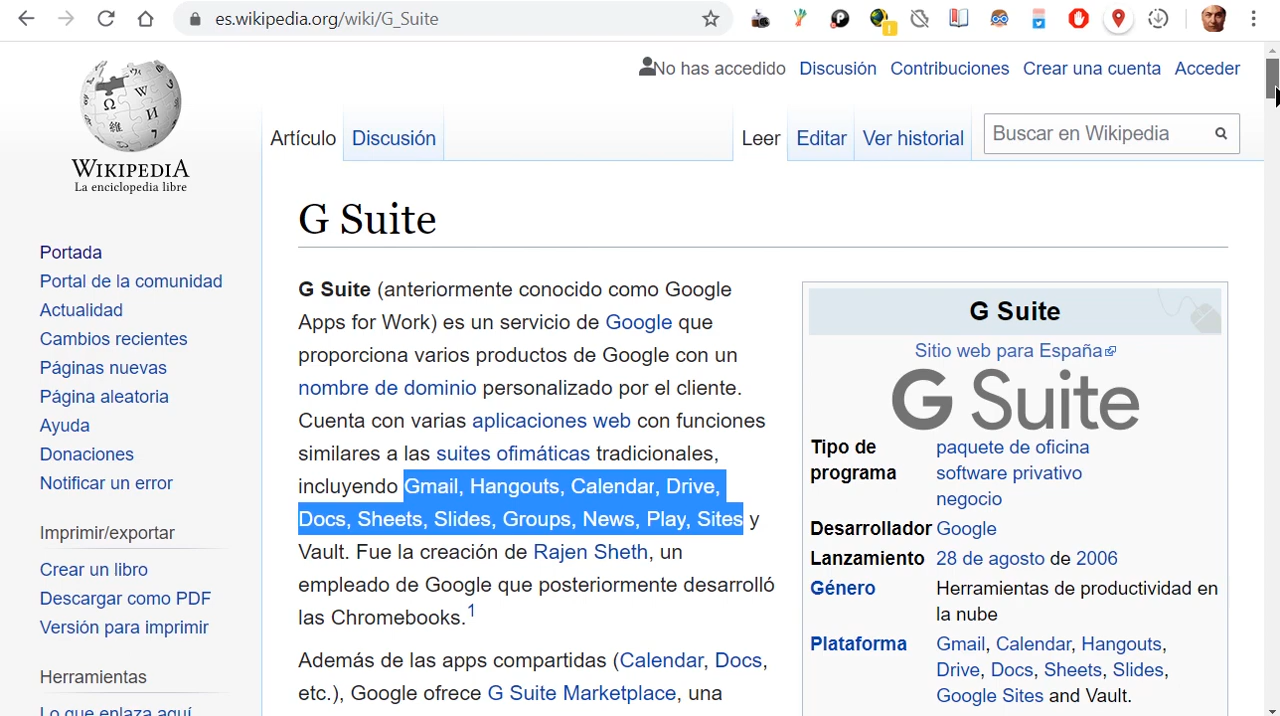 es.wikipedia.org/wiki/G_Suite
No has accedido Discusión Contribuciones Crear una cuenta Acceder
WIKIPEDIA
La enciclopedia libre
Artículo Discusión Leer Editar Ver historial Buscar en Wikipedia
Portada
Portal de la comunidad
Actualidad
Cambios recientes
Páginas nuevas
Página aleatoria
Ayuda
Donaciones
Notificar un error
Imprimir/exportar
Crear un libro
Descargar como PDF
Versión para imprimir
Herramientas
Lo que enlaza aquí
G Suite
G Suite (anteriormente conocido como Google
Apps for Work) es un servicio de Google que
proporciona varios productos de Google con un
nombre de dominio personalizado por el cliente.
Cuenta con varias aplicaciones web con funciones
similares a las suites ofimáticas tradicionales,
incluyendo Gmail, Hangouts, Calendar, Drive,
Docs, Sheets, Slides, Groups, News, Play, Sites y
Vault. Fue la creación de Rajen Sheth, un
empleado de Google que posteriormente desarrolló
las Chromebooks.1
Además de las apps compartidas (Calendar, Docs,
etc.), Google ofrece G Suite Marketplace, una
G Suite
Sitio web para España
G Suite
Tipo de programa paquete de oficina
software privativo
negocio
Desarrollador Google
Lanzamiento 28 de agosto de 2006
Género Herramientas de productividad en
la nube
Plataforma Gmail, Calendar, Hangouts,
Drive, Docs, Sheets, Slides,
Google Sites and Vault.